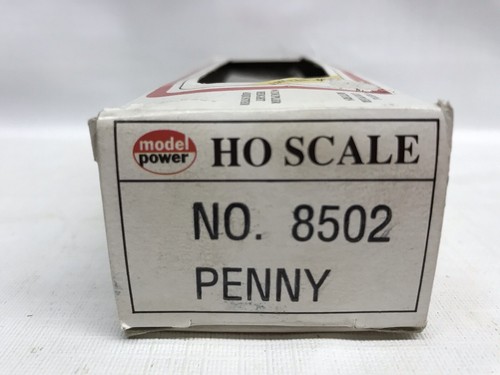 model
power
HO SCALE
NO. 8502
PENNY